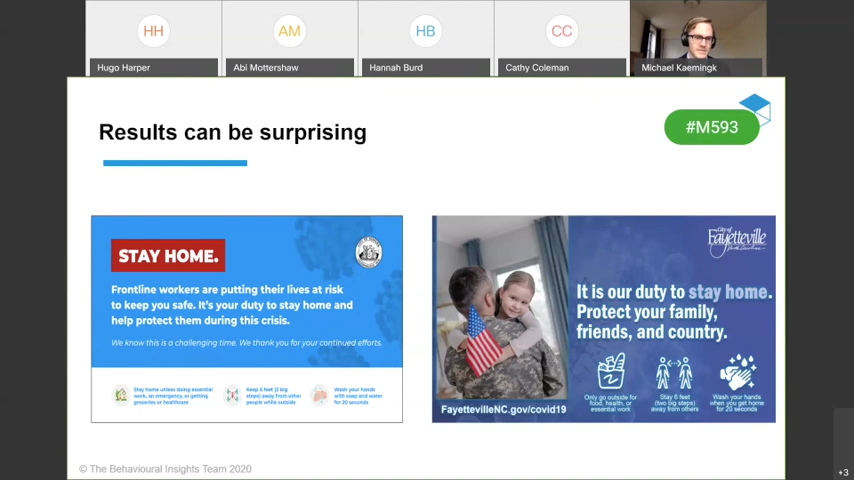 HH
AM
HB
CC
Hugo Harper
Abi Mottershaw
Hannah Burd
Cathy Coleman
Michael Kaemingk
Results can be surprising
#M593
STAY HOME.
Frontline workers are putting their lives at risk
to keep you safe. It's your duty to stay home and
help protect them during this crisis.
We know this is a challenging time. We thank you for your continued efforts.
Stay home unless doing essential
work, an emergency, or getting
groceries or healthcare
Keep 6 feet (2 big
steps) away from other
people while outside
Wash your hands
with soap and water
for 20 seconds
City of
Fayetteville
North Carolina
It is our duty to stay home.
Protect your family,
friends, and country.
Only go outside for
food, health, or
essential work
Stay 6 feet
(two big steps)
away from others
Wash your hands
when you get home
for 20 seconds
FayettevilleNC.gov/covid19
© The Behavioural Insights Team 2020
+3